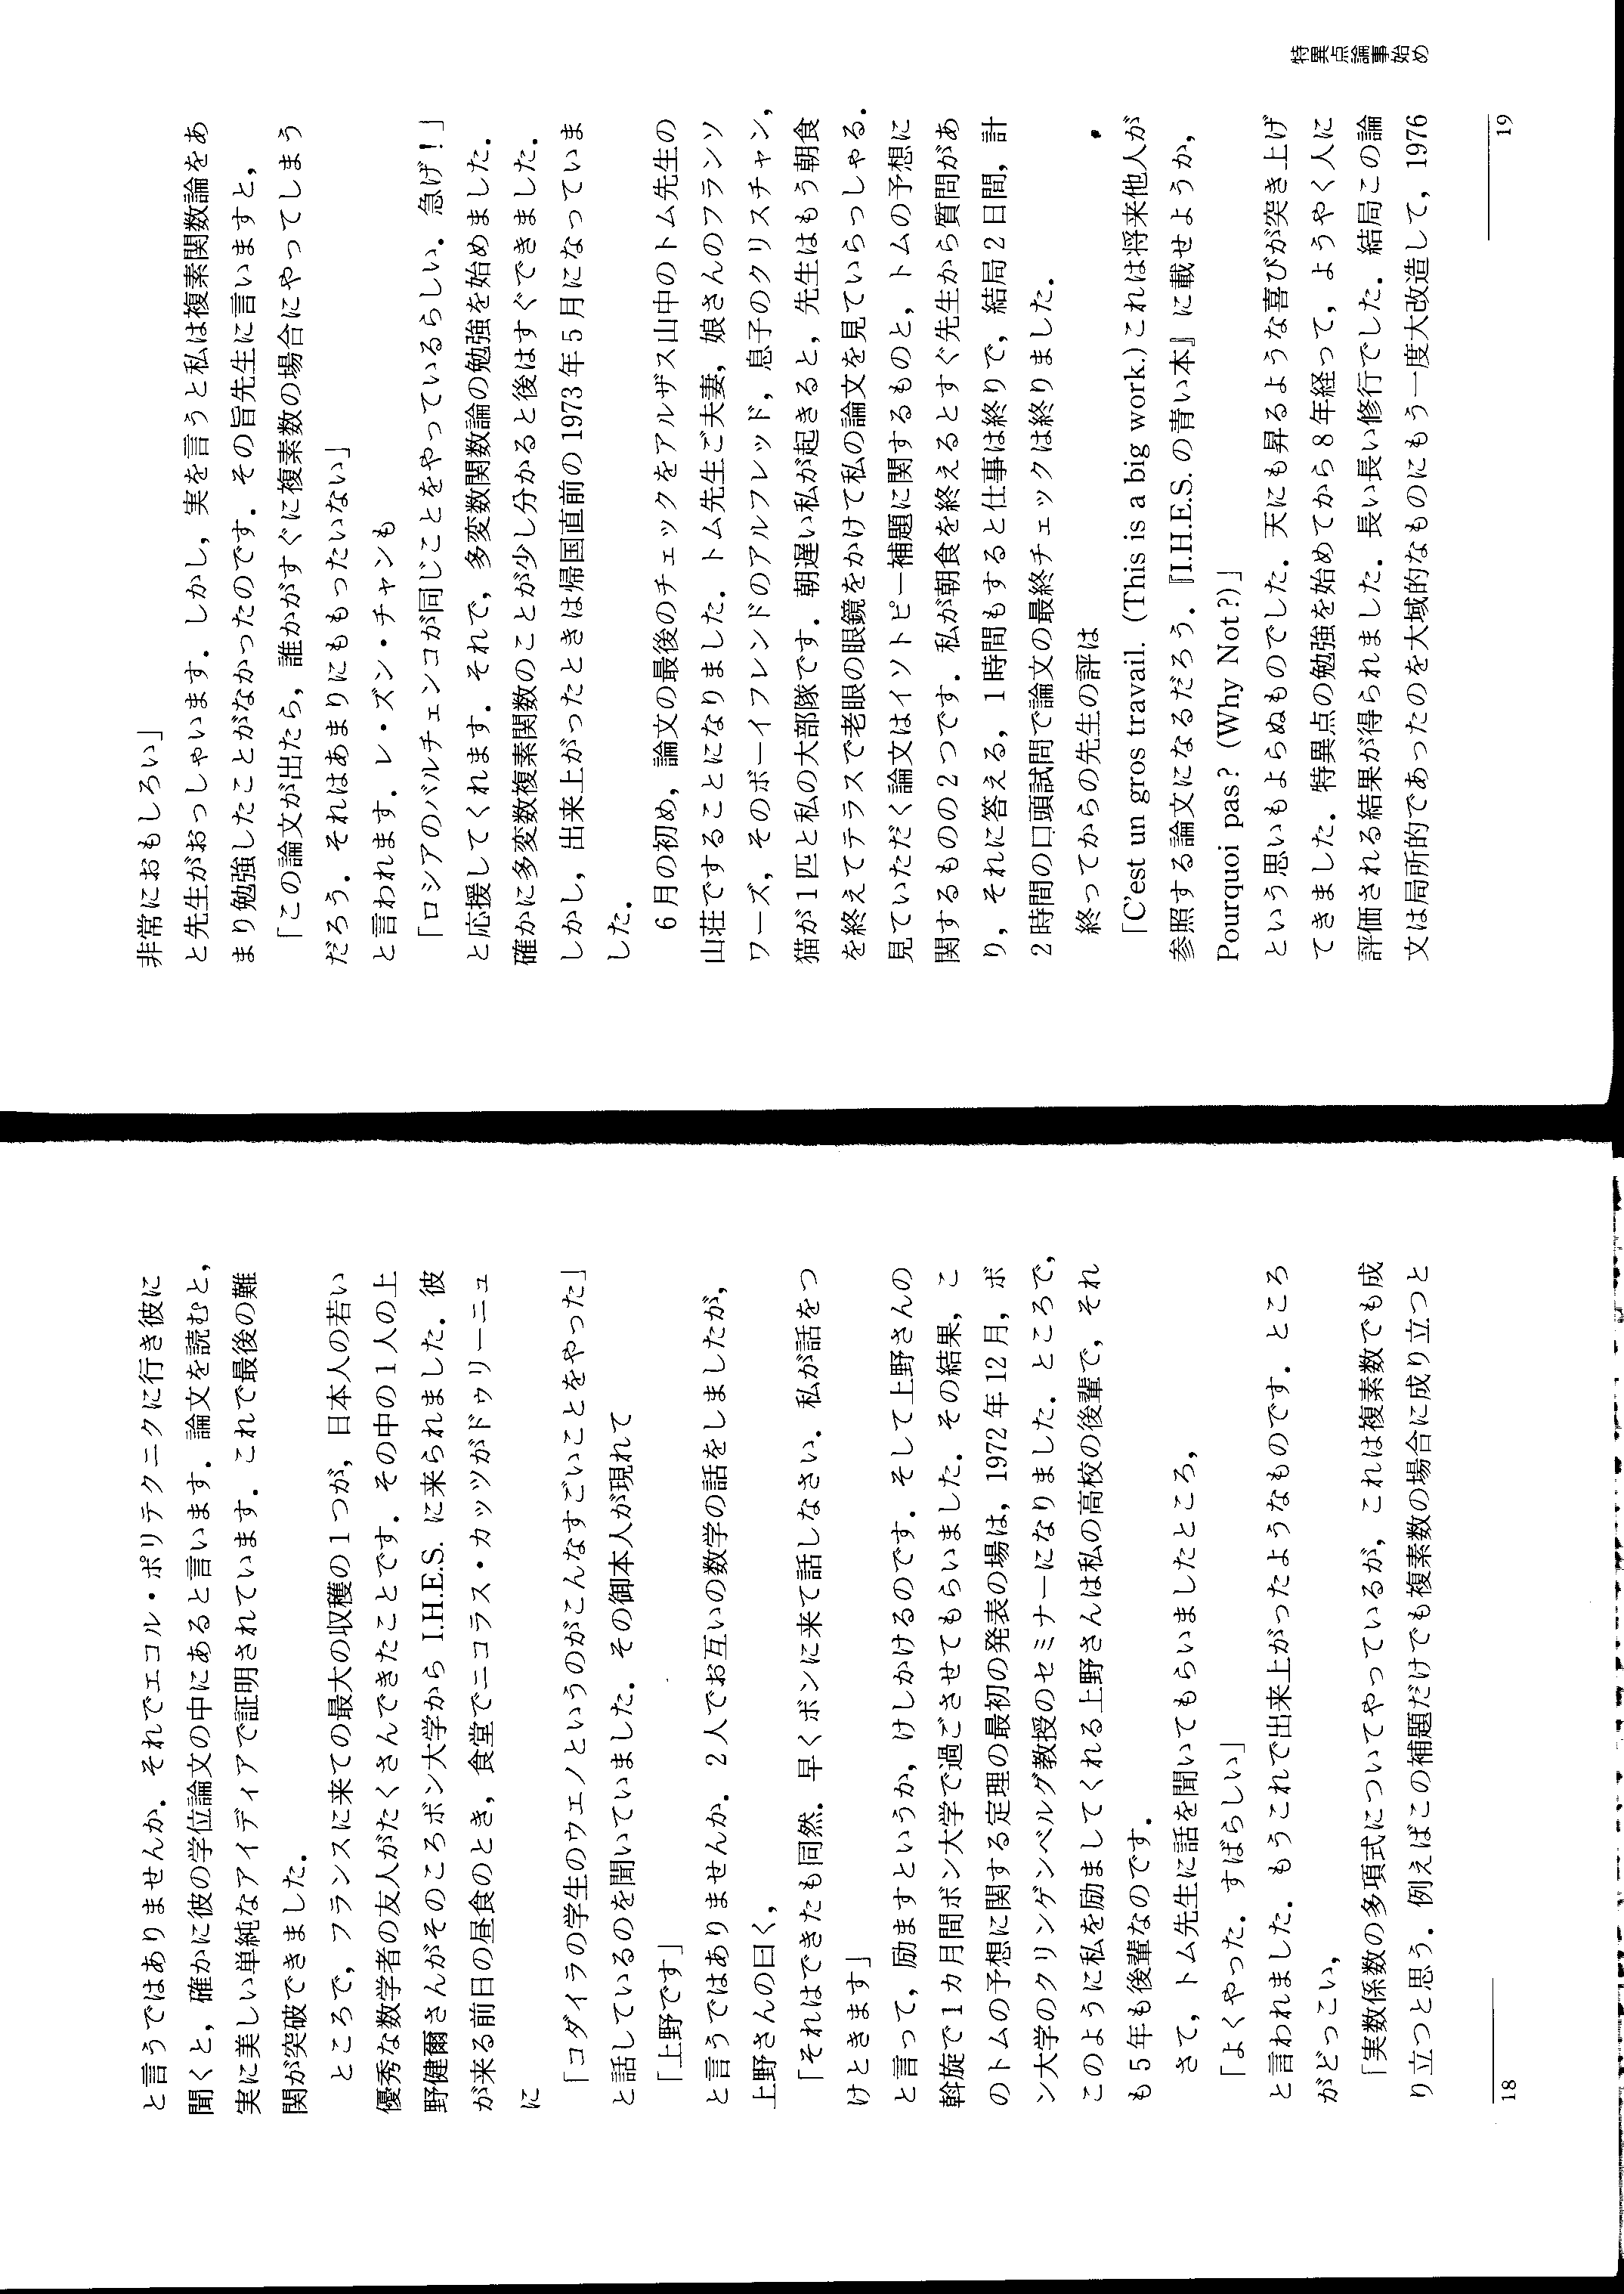 と言うではありませんか．それでエコル・ポリテクニクに行き彼に
聞くと，確かに彼の学位論文の中にあると言います．論文を読むと，
実に美しい単純なアイディアで証明されています．これで最後の難
関が突破できました．
ところで，フランスに来ての最大の収穫の1つが，日本人の若い
優秀な数学者の友人がたくさんできたことです．その中の1人の上
野健爾さんがそのころボン大学から I.H.E.S. に来られました．彼
が来る前日の昼食のとき，食堂でニコラス・カッツがドゥリーニュ
に
「コダイラの学生のウエノというのがこんなすごいことをやった」
と話しているのを聞いていました．その御本人が現れて
「上野です」
と言うではありませんか．2人でお互いの数学の話をしましたが，
上野さんの曰く，
「それはできたも同然．早くボンに来て話しなさい．私が話をつ
けときます」
と言って，励ますというか，けしかけるのです．そして上野さんの
斡旋で1カ月間ボン大学で過ごさせてもらいました．その結果，こ
のトムの予想に関する定理の最初の発表の場は，1972年12月，ボ
ン大学のクリンゲンベルグ教授のセミナーになりました．ところで，
このように私を励ましてくれる上野さんは私の高校の後輩で，それ
も5年も後輩なのです．
さて，トム先生に話を聞いてもらいましたところ，
「よくやった．すばらしい」
と言われました．もうこれで出来上がったようなものです．ところ
がどっこい，
「実数係数の多項式についてやっているが，これは複素数でも成
り立つと思う．例えばこの補題だけでも複素数の場合に成り立つと
18
特異点論事始め
非常におもしろい」
と先生がおっしゃいます．しかし，実を言うと私は複素関数論をあ
まり勉強したことがなかったのです．その旨先生に言いますと，
「この論文が出たら，誰かがすぐに複素数の場合にやってしまう
だろう．それはあまりにももったいない」
と言われます．レ・ズン・チャンも
「ロシアのバルチェンコが同じことをやっているらしい．急げ！」
と応援してくれます．それで，多変数関数論の勉強を始めました．
確かに多変数複素関数のことが少し分かると後はすぐできました．
しかし，出来上がったときは帰国直前の1973年5月になっていま
した．
6月の初め，論文の最後のチェックをアルザス山中のトム先生の
山荘ですることになりました．トム先生ご夫妻，娘さんのフランソ
ワーズ，そのボーイフレンドのアルフレッド，息子のクリスチャン，
猫が1匹と私の大部隊です．朝遅い私が起きると，先生はもう朝食
を終えてテラスで老眼の眼鏡をかけて私の論文を見ていらっしゃる．
見ていただく論文はイソトピー補題に関するものと，トムの予想に
関するものの2つです．私が朝食を終えるとすぐ先生から質問があ
り，それに答える，1時間もすると仕事は終りで，結局2日間，計
2時間の口頭試問で論文の最終チェックは終りました．
終ってからの先生の評は
「C'est un gros travail. (This is a big work.)これは将来他人が
参照する論文になるだろう．『I.H.E.S.の青い本』に載せようか，
Pourquoi pas? (Why Not?)」
という思いもよらぬものでした．天にも昇るような喜びが突き上げ
てきました．特異点の勉強を始めてから8年経って，ようやく人に
評価される結果が得られました．長い長い修行でした．結局この論
文は局所的であったのを大域的なものにもう一度大改造して，1976
19